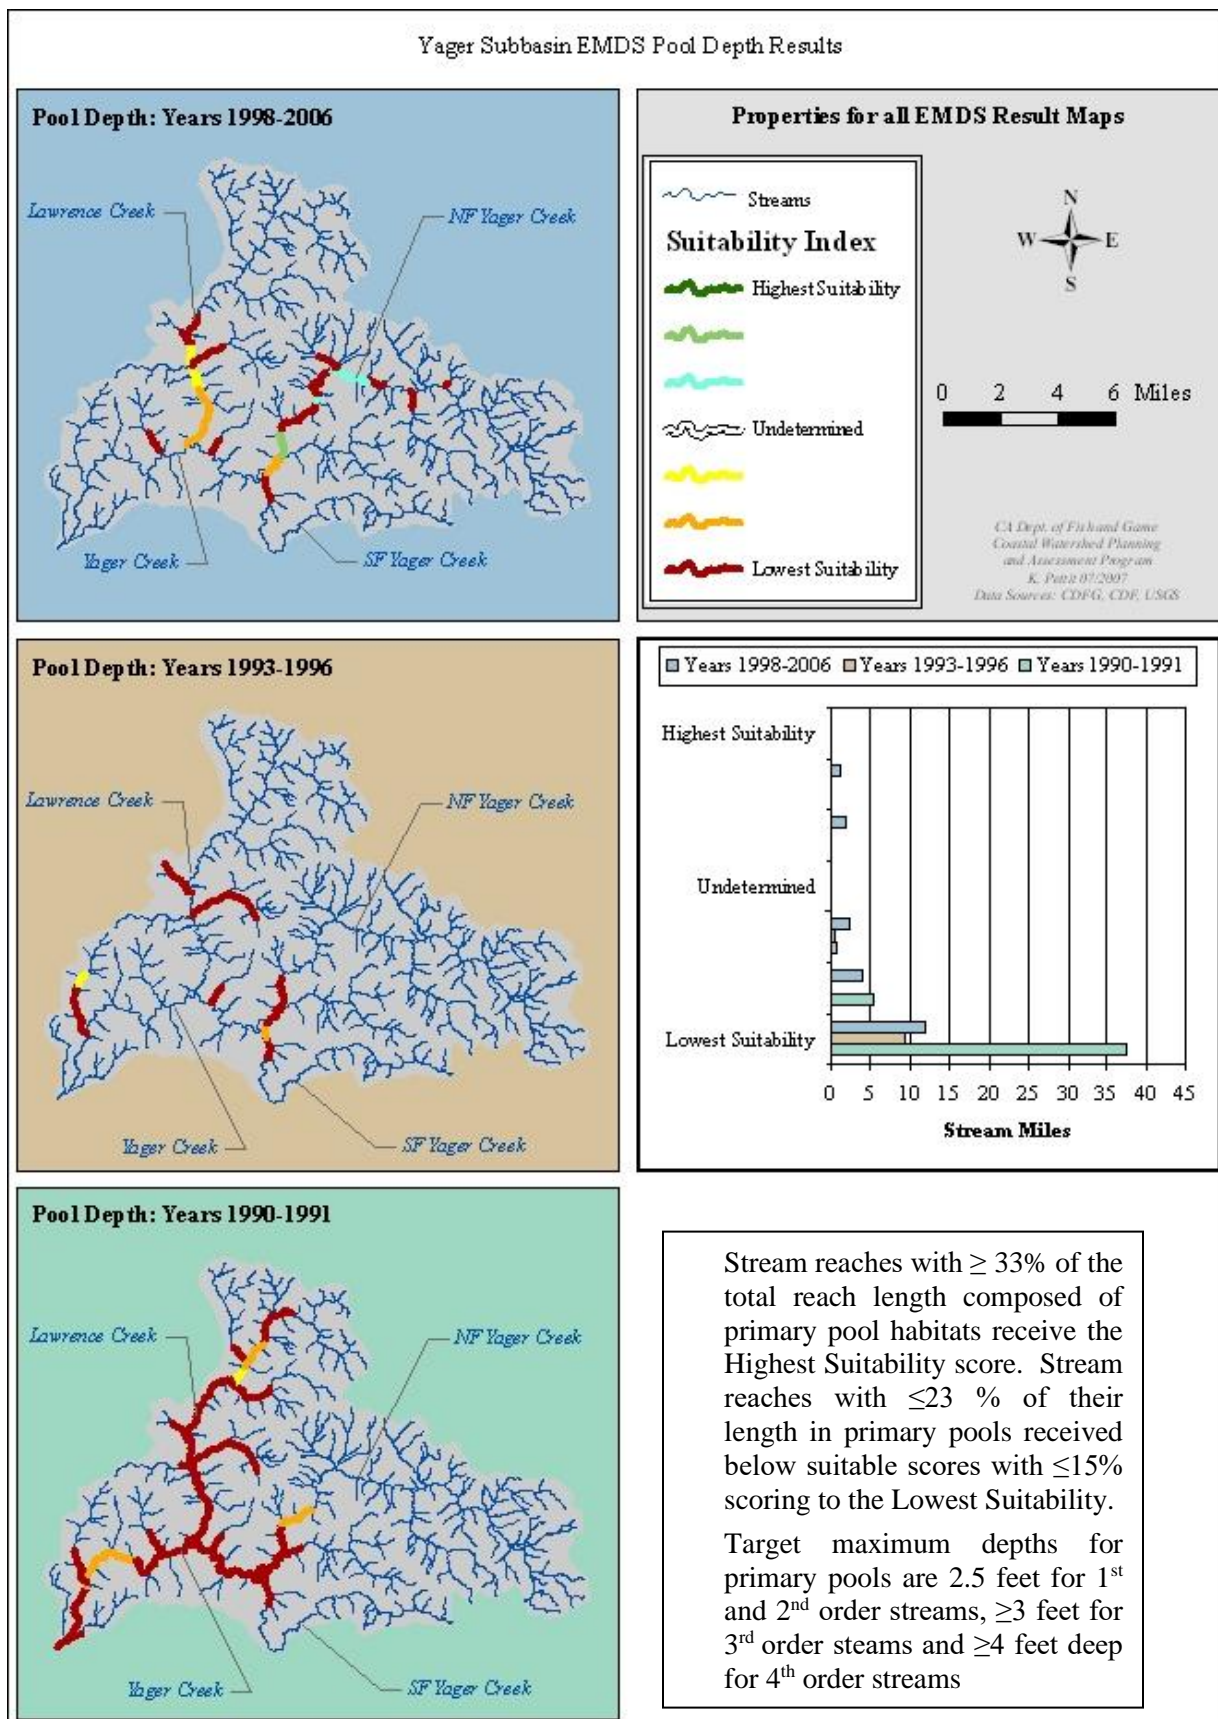 Yager Subbasin EMDS Pool Depth Results
Pool Depth: Years 1998-2006
Lawrence Creek
NF Yager Creek
Yager Creek
SF Yager Creek
Properties for all EMDS Result Maps
Streams
Suitability Index
Highest Suitability
Undetermined
Lowest Suitability
N
W E
S
0 2 4 6 Miles
CA Dept. of Fish and Game
Coastal Watershed Planning
and Assessment Program
K. Pettit 07/2007
Data Sources: CDFG, CDF, USGS
Pool Depth: Years 1993-1996
Lawrence Creek
NF Yager Creek
Yager Creek
SF Yager Creek
Years 1998-2006 Years 1993-1996 Years 1990-1991
Highest Suitability
Undetermined
Lowest Suitability
0 5 10 15 20 25 30 35 40 45
Stream Miles
Pool Depth: Years 1990-1991
Lawrence Creek
NF Yager Creek
Yager Creek
SF Yager Creek
Stream reaches with ≥ 33% of the
total reach length composed of
primary pool habitats receive the
Highest Suitability score. Stream
reaches with ≤23 % of their
length in primary pools received
below suitable scores with ≤15%
scoring to the Lowest Suitability.
Target maximum depths for
primary pools are 2.5 feet for 1st
and 2nd order streams, ≥3 feet for
3rd order steams and ≥4 feet deep
for 4th order streams